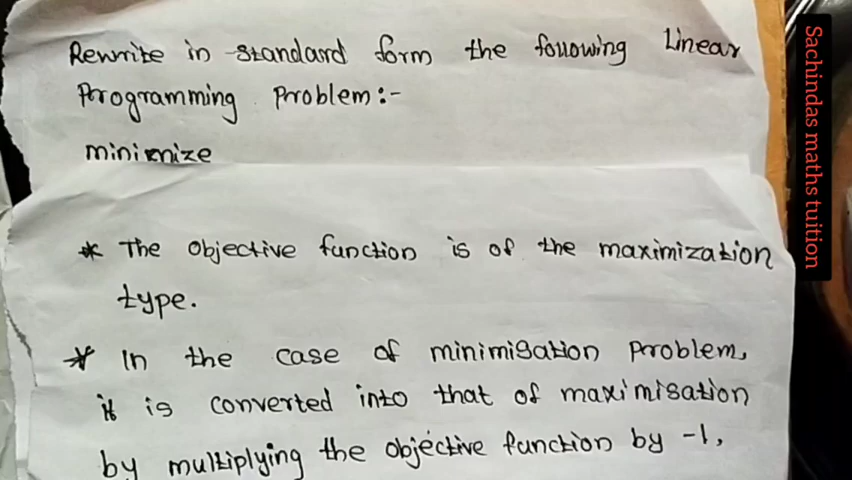 Rewrite in standard form the following Linear
Programming Problem:-
minimize
* The objective function is of the maximization
type.
* In the case of minimisation problem,
it is converted into that of maximisation
by multiplying the objective function by -1,
Sachindas maths tuition